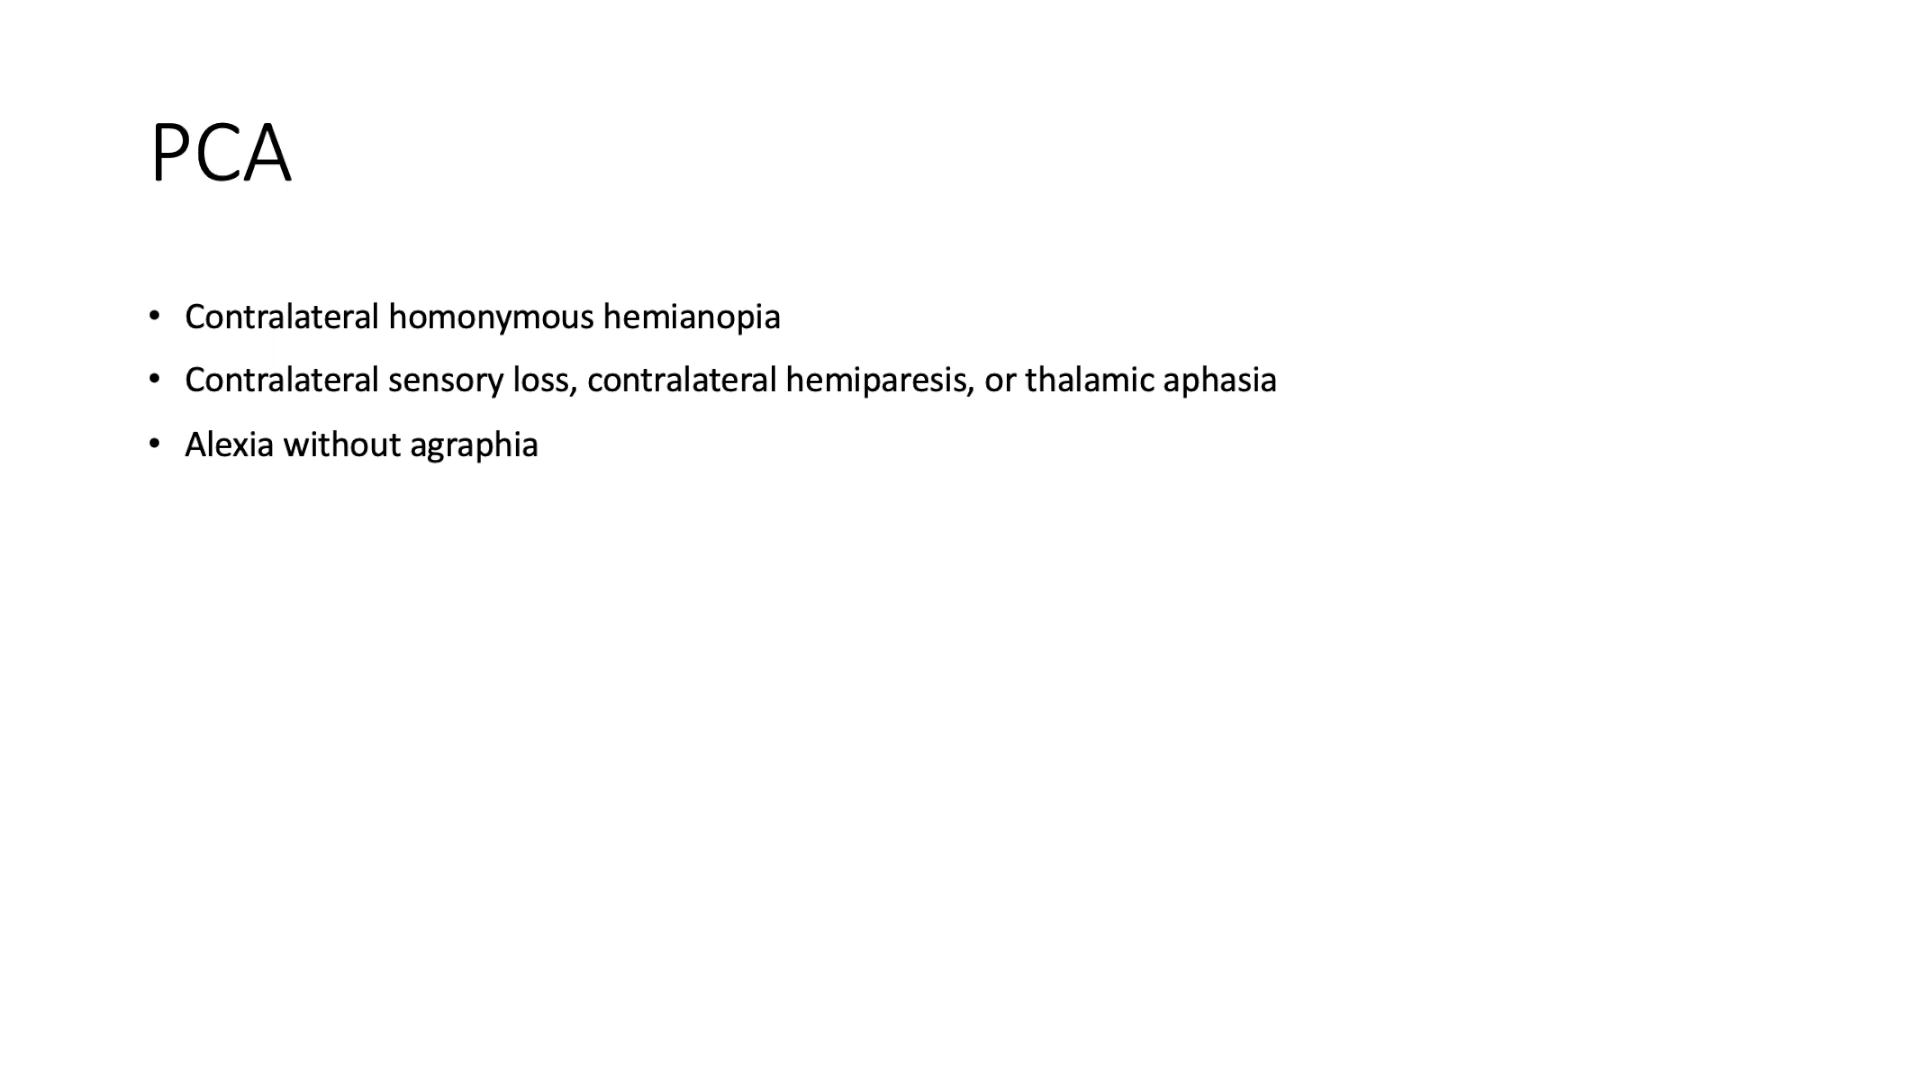 PCA
• Contralateral homonymous hemianopia
• Contralateral sensory loss, contralateral hemiparesis, or thalamic aphasia
• Alexia without agraphia